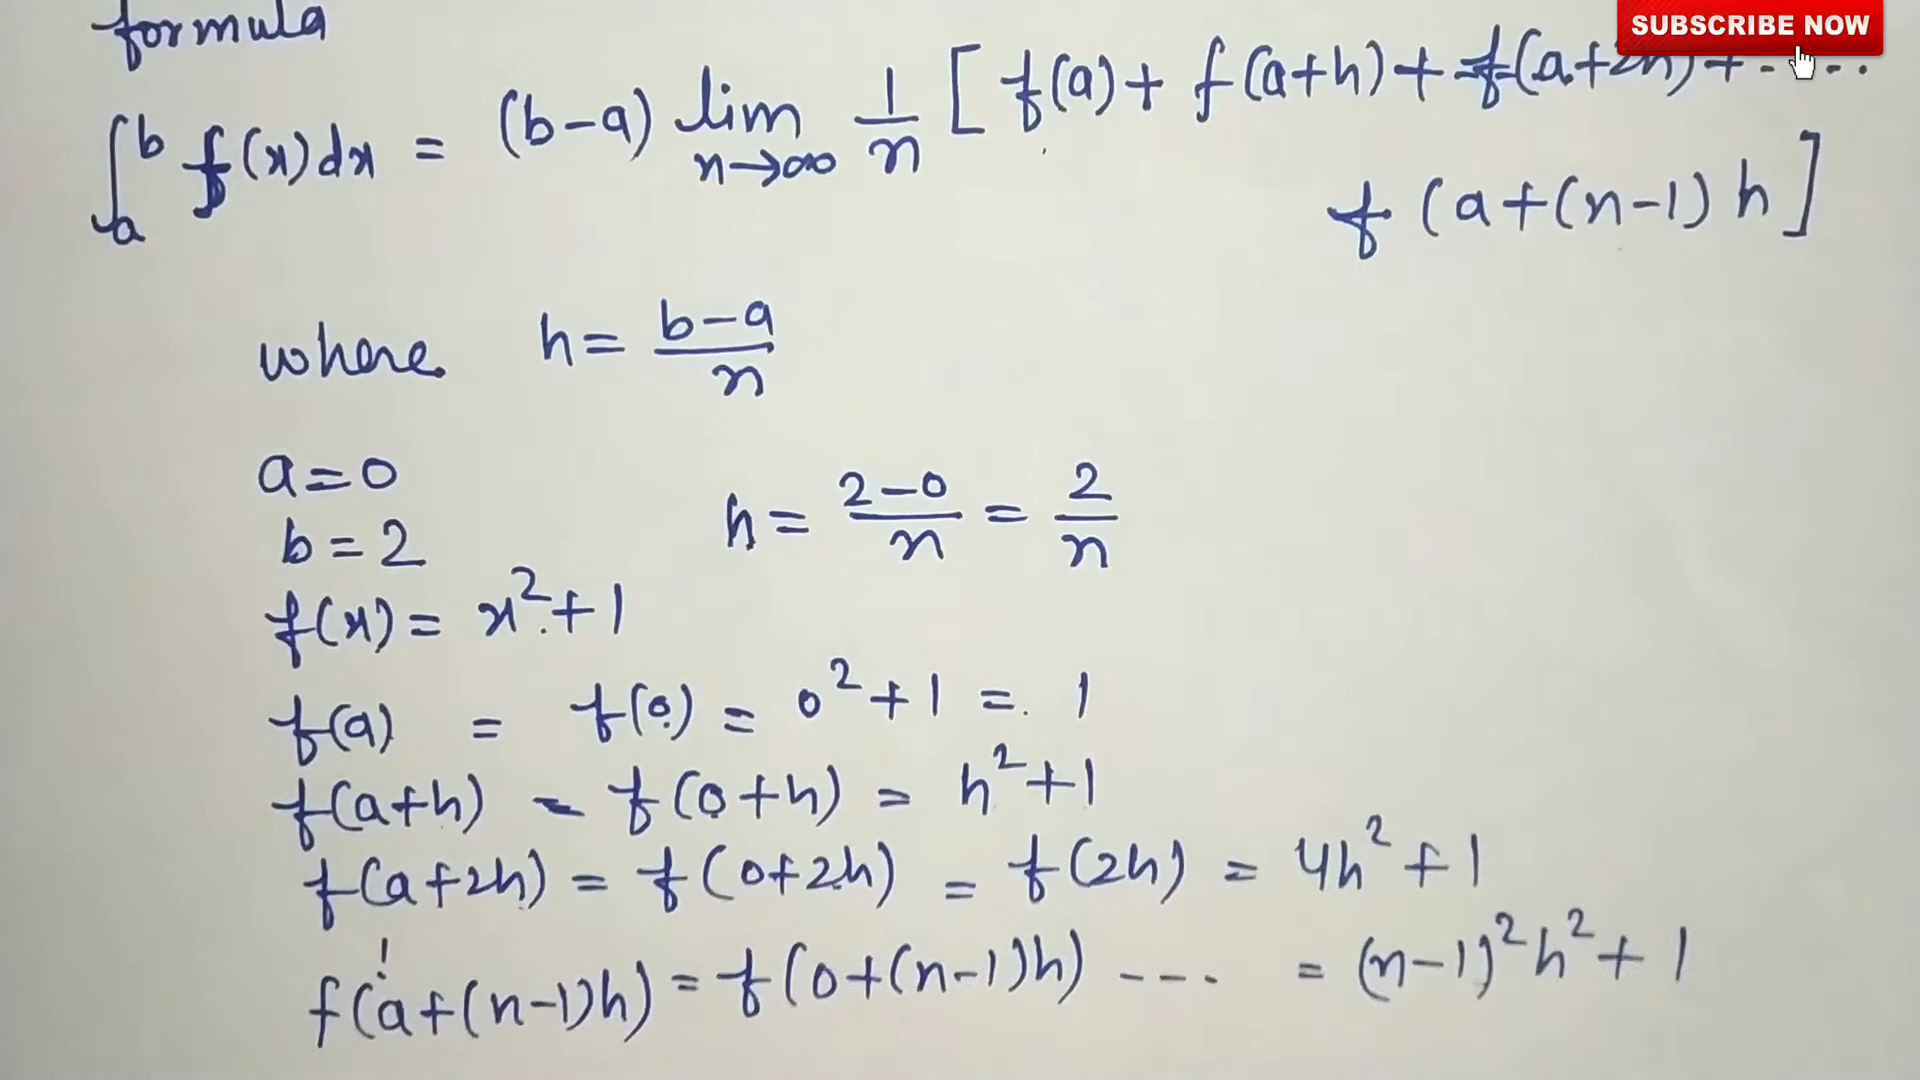 formula
SUBSCRIBE NOW
∫_a^b f(x)dx = (b-a) lim_{n→∞} 1/n [ f(a) + f(a+h) + f(a+2h) + .....
f (a+(n-1) h ]
where h = (b-a)/n
a=0
b=2
h = (2-0)/n = 2/n
f(x) = x²+1
f(a) = f(0) = 0²+1 = 1
f(a+h) = f(0+h) = h²+1
f(a+2h) = f(0+2h) = f(2h) = 4h²+1
f(a+(n-1)h) = f(0+(n-1)h) ---- = (n-1)²h²+1